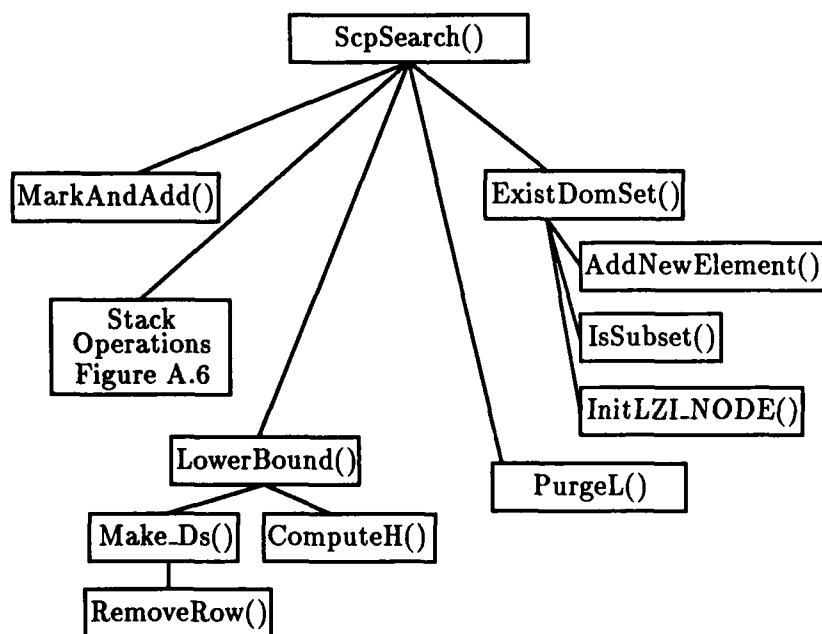 ScpSearch()
MarkAndAdd()
ExistDomSet()
AddNewElement()
Stack
Operations
Figure A.6
IsSubset()
InitLZI_NODE()
LowerBound()
PurgeL()
Make_Ds()
ComputeH()
RemoveRow()